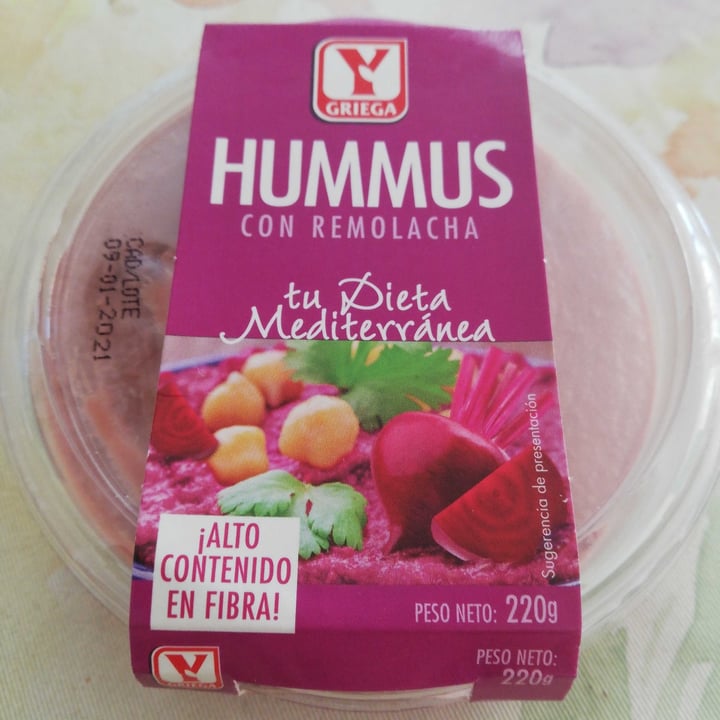 Y
GRIEGA
HUMMUS
CON REMOLACHA
tu Dieta
Mediterránea
CAD/LOTE
09-01-2021
Sugerencia de presentación
¡ALTO
CONTENIDO
EN FIBRA!
PESO NETO: 220g
Y
GRIEGA
PESO NETO:
220g